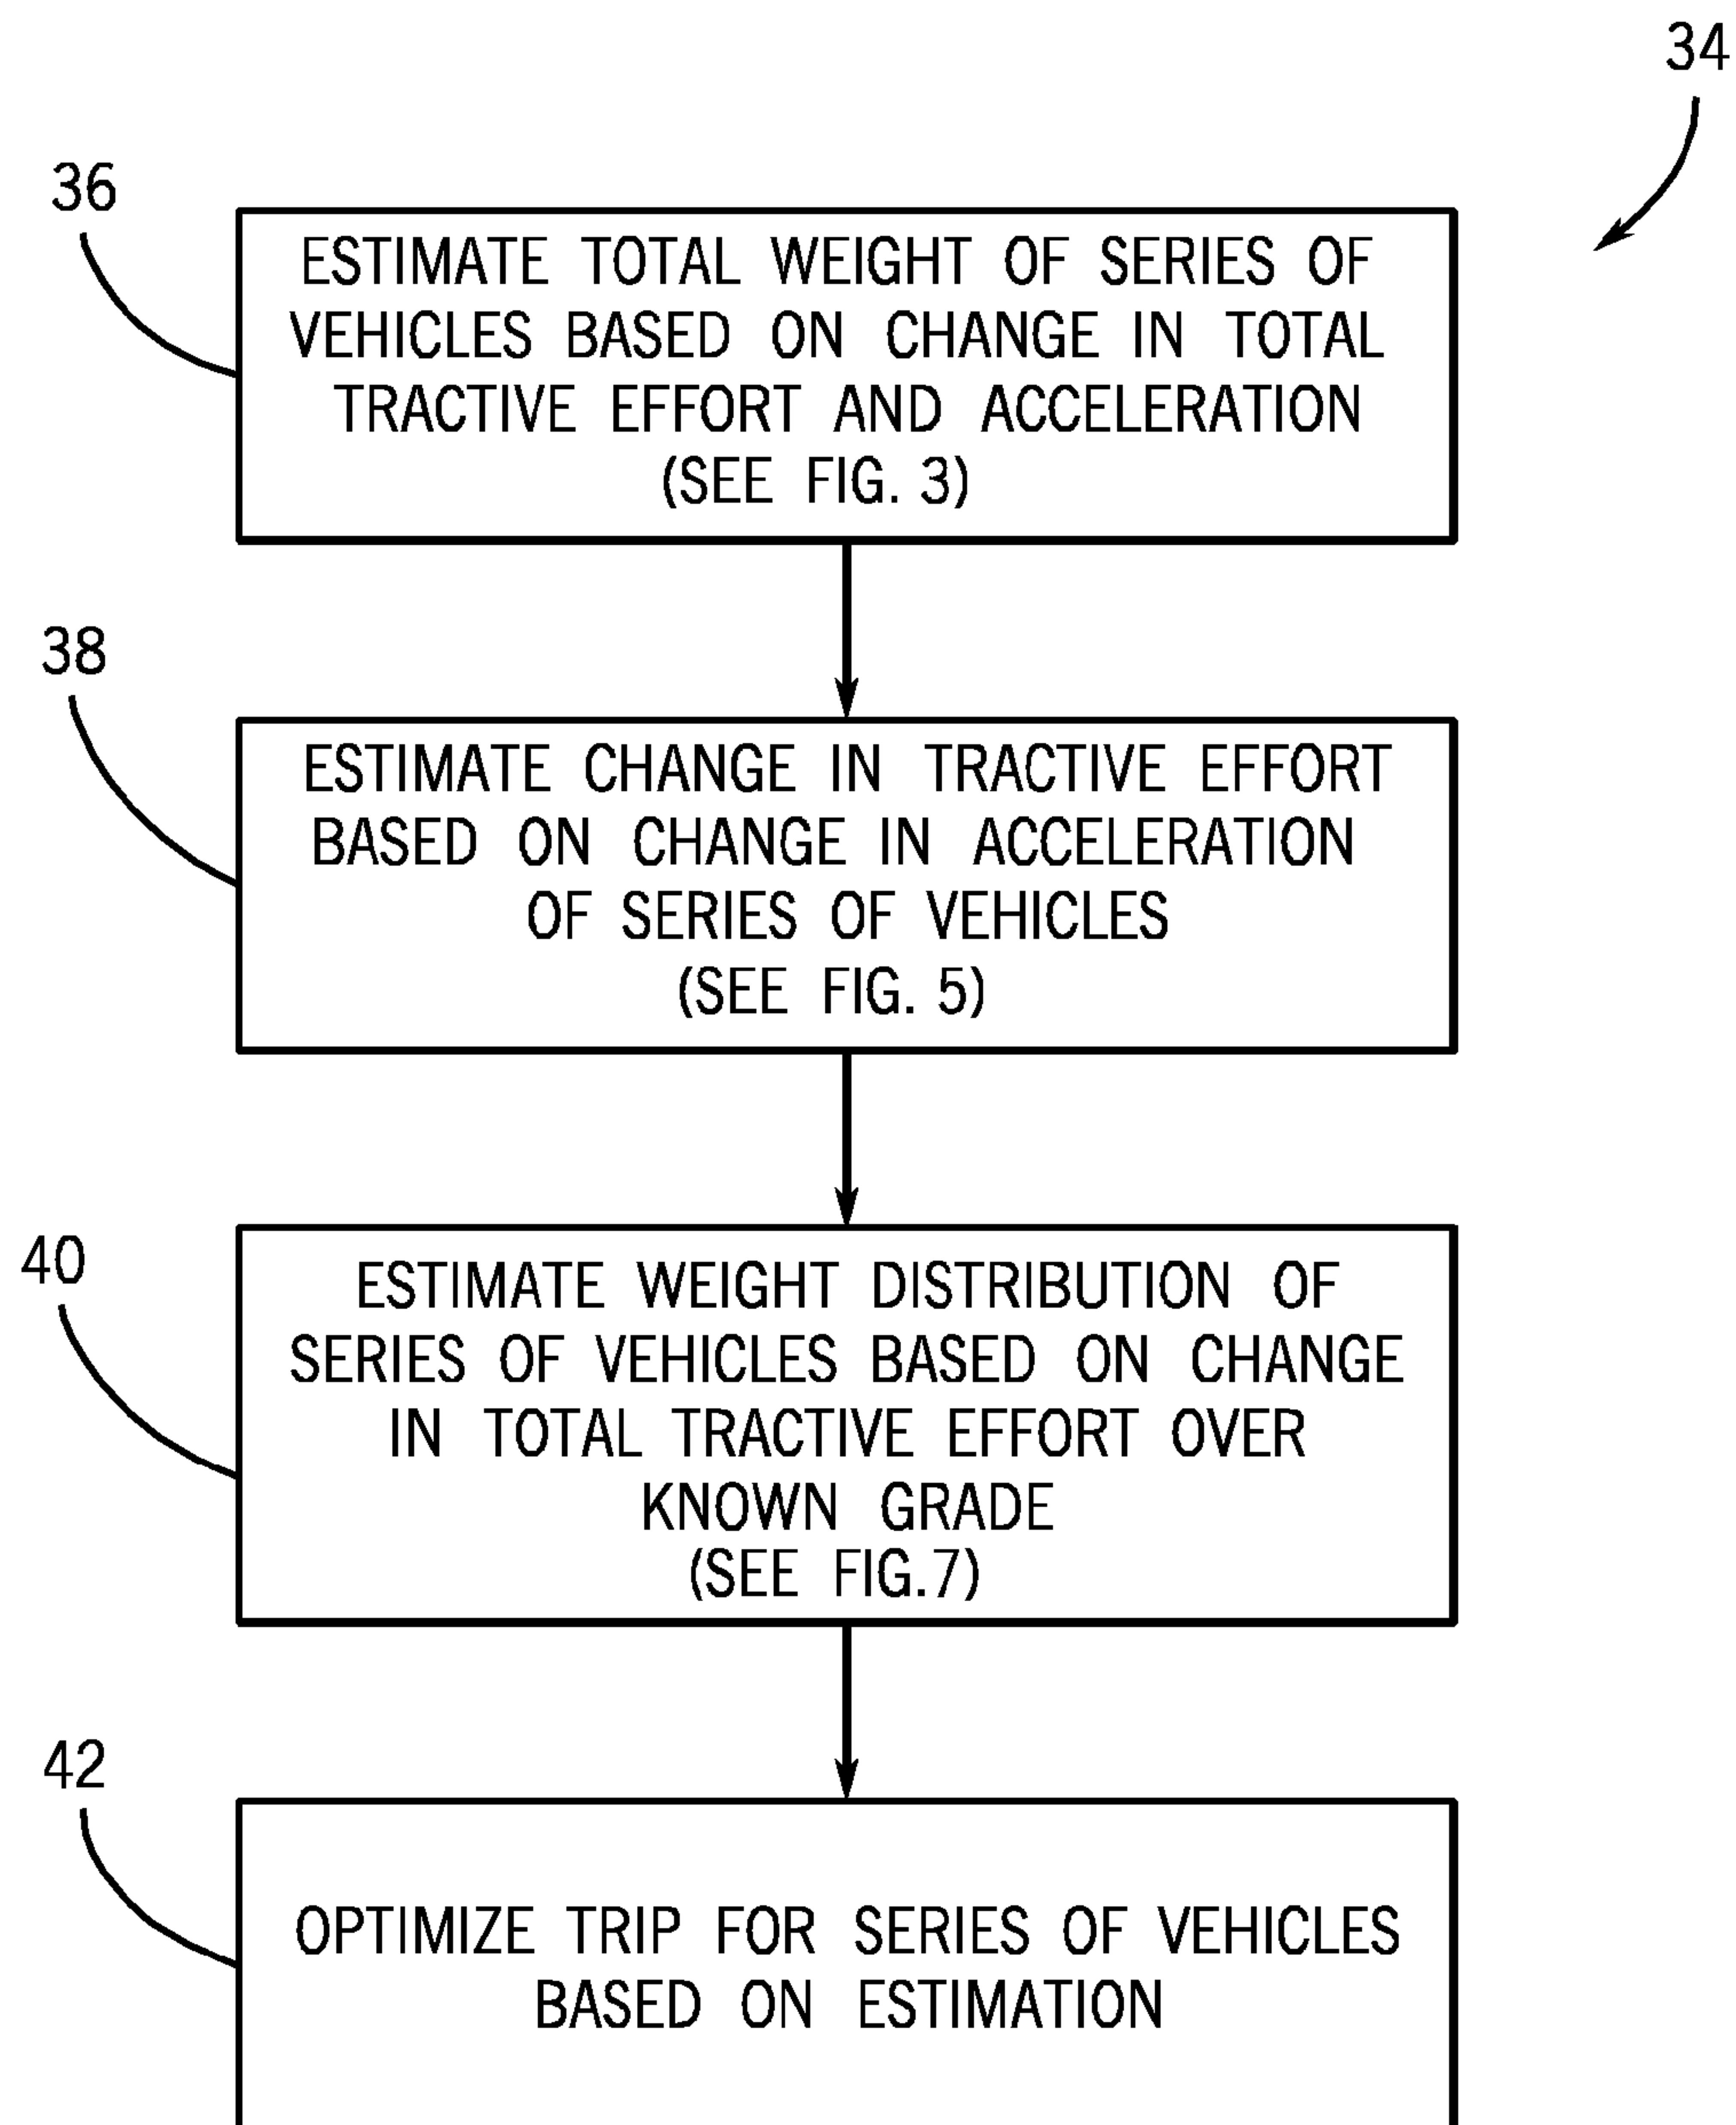 34
36
ESTIMATE TOTAL WEIGHT OF SERIES OF
VEHICLES BASED ON CHANGE IN TOTAL
TRACTIVE EFFORT AND ACCELERATION
(SEE FIG. 3)
38
ESTIMATE CHANGE IN TRACTIVE EFFORT
BASED ON CHANGE IN ACCELERATION
OF SERIES OF VEHICLES
(SEE FIG. 5)
40
ESTIMATE WEIGHT DISTRIBUTION OF
SERIES OF VEHICLES BASED ON CHANGE
IN TOTAL TRACTIVE EFFORT OVER
KNOWN GRADE
(SEE FIG.7)
42
OPTIMIZE TRIP FOR SERIES OF VEHICLES
BASED ON ESTIMATION